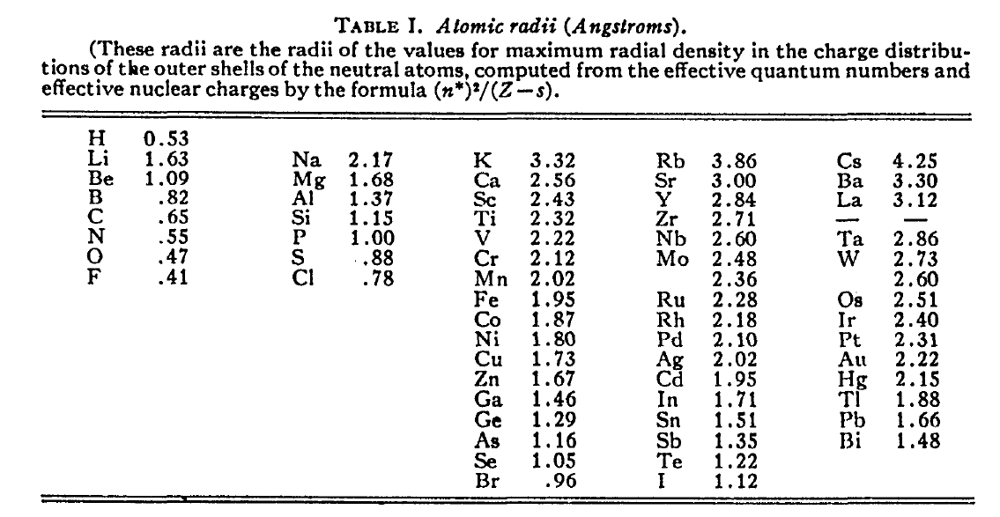 TABLE I. Atomic radii (Angstroms).
(These radii are the radii of the values for maximum radial density in the charge distribu-
tions of the outer shells of the neutral atoms, computed from the effective quantum numbers and
effective nuclear charges by the formula (n*)²/(Z−s).
H 0.53
Li 1.63 Na 2.17 K 3.32 Rb 3.86 Cs 4.25
Be 1.09 Mg 1.68 Ca 2.56 Sr 3.00 Ba 3.30
B .82 Al 1.37 Sc 2.43 Y 2.84 La 3.12
C .65 Si 1.15 Ti 2.32 Zr 2.71 — —
N .55 P 1.00 V 2.22 Nb 2.60 Ta 2.86
O .47 S .88 Cr 2.12 Mo 2.48 W 2.73
F .41 Cl .78 Mn 2.02 2.36 2.60
Fe 1.95 Ru 2.28 Os 2.51
Co 1.87 Rh 2.18 Ir 2.40
Ni 1.80 Pd 2.10 Pt 2.31
Cu 1.73 Ag 2.02 Au 2.22
Zn 1.67 Cd 1.95 Hg 2.15
Ga 1.46 In 1.71 Tl 1.88
Ge 1.29 Sn 1.51 Pb 1.66
As 1.16 Sb 1.35 Bi 1.48
Se 1.05 Te 1.22
Br .96 I 1.12